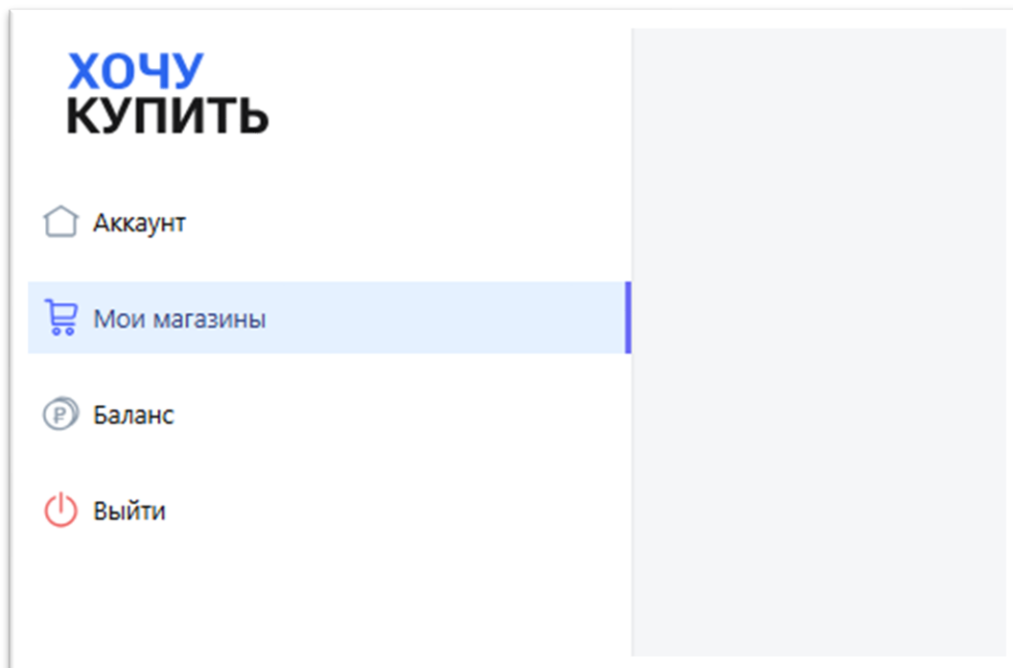 ХОЧУ
КУПИТЬ
Аккаунт
Мои магазины
Баланс
Выйти